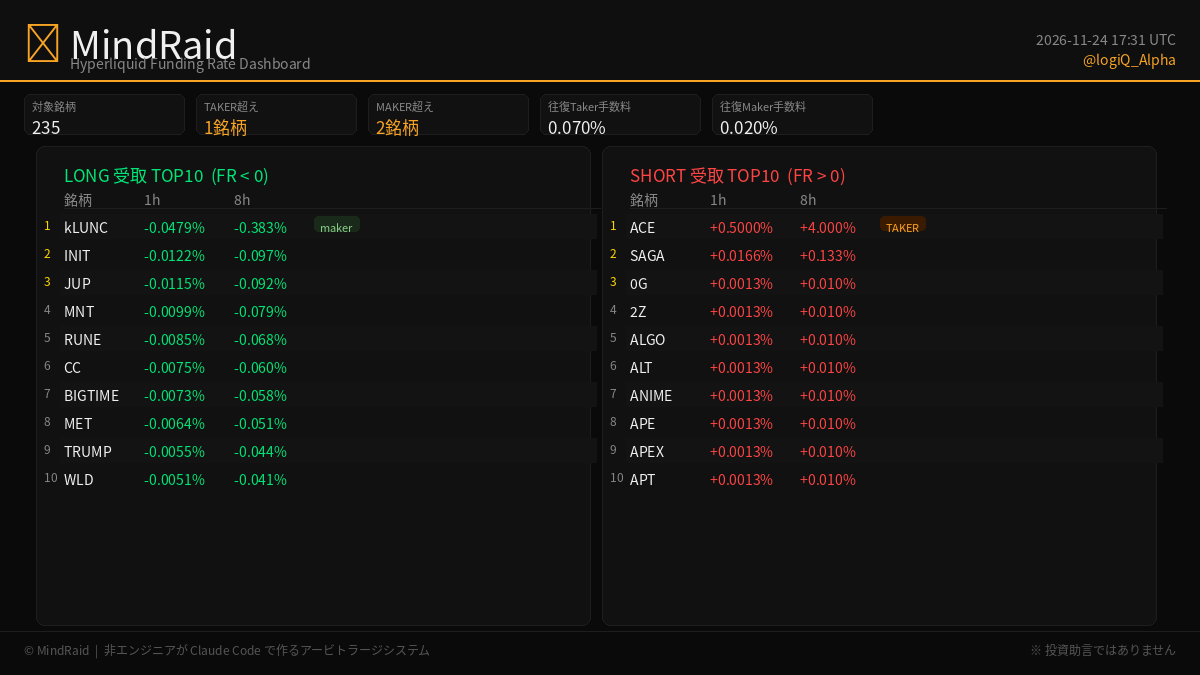 MindRaid
Hyperliquid Funding Rate Dashboard
2026-11-24 17:31 UTC
@logiQ_Alpha
対象銘柄
235
TAKER超え
1銘柄
MAKER超え
2銘柄
往復Taker手数料
0.070%
往復Maker手数料
0.020%
LONG 受取 TOP10 (FR < 0)
銘柄 1h 8h
1 kLUNC -0.0479% -0.383% maker
2 INIT -0.0122% -0.097%
3 JUP -0.0115% -0.092%
4 MNT -0.0099% -0.079%
5 RUNE -0.0085% -0.068%
6 CC -0.0075% -0.060%
7 BIGTIME -0.0073% -0.058%
8 MET -0.0064% -0.051%
9 TRUMP -0.0055% -0.044%
10 WLD -0.0051% -0.041%
SHORT 受取 TOP10 (FR > 0)
銘柄 1h 8h
1 ACE +0.5000% +4.000% TAKER
2 SAGA +0.0166% +0.133%
3 0G +0.0013% +0.010%
4 2Z +0.0013% +0.010%
5 ALGO +0.0013% +0.010%
6 ALT +0.0013% +0.010%
7 ANIME +0.0013% +0.010%
8 APE +0.0013% +0.010%
9 APEX +0.0013% +0.010%
10 APT +0.0013% +0.010%
© MindRaid | 非エンジニアが Claude Code で作るアービトラージシステム
※ 投資助言ではありません